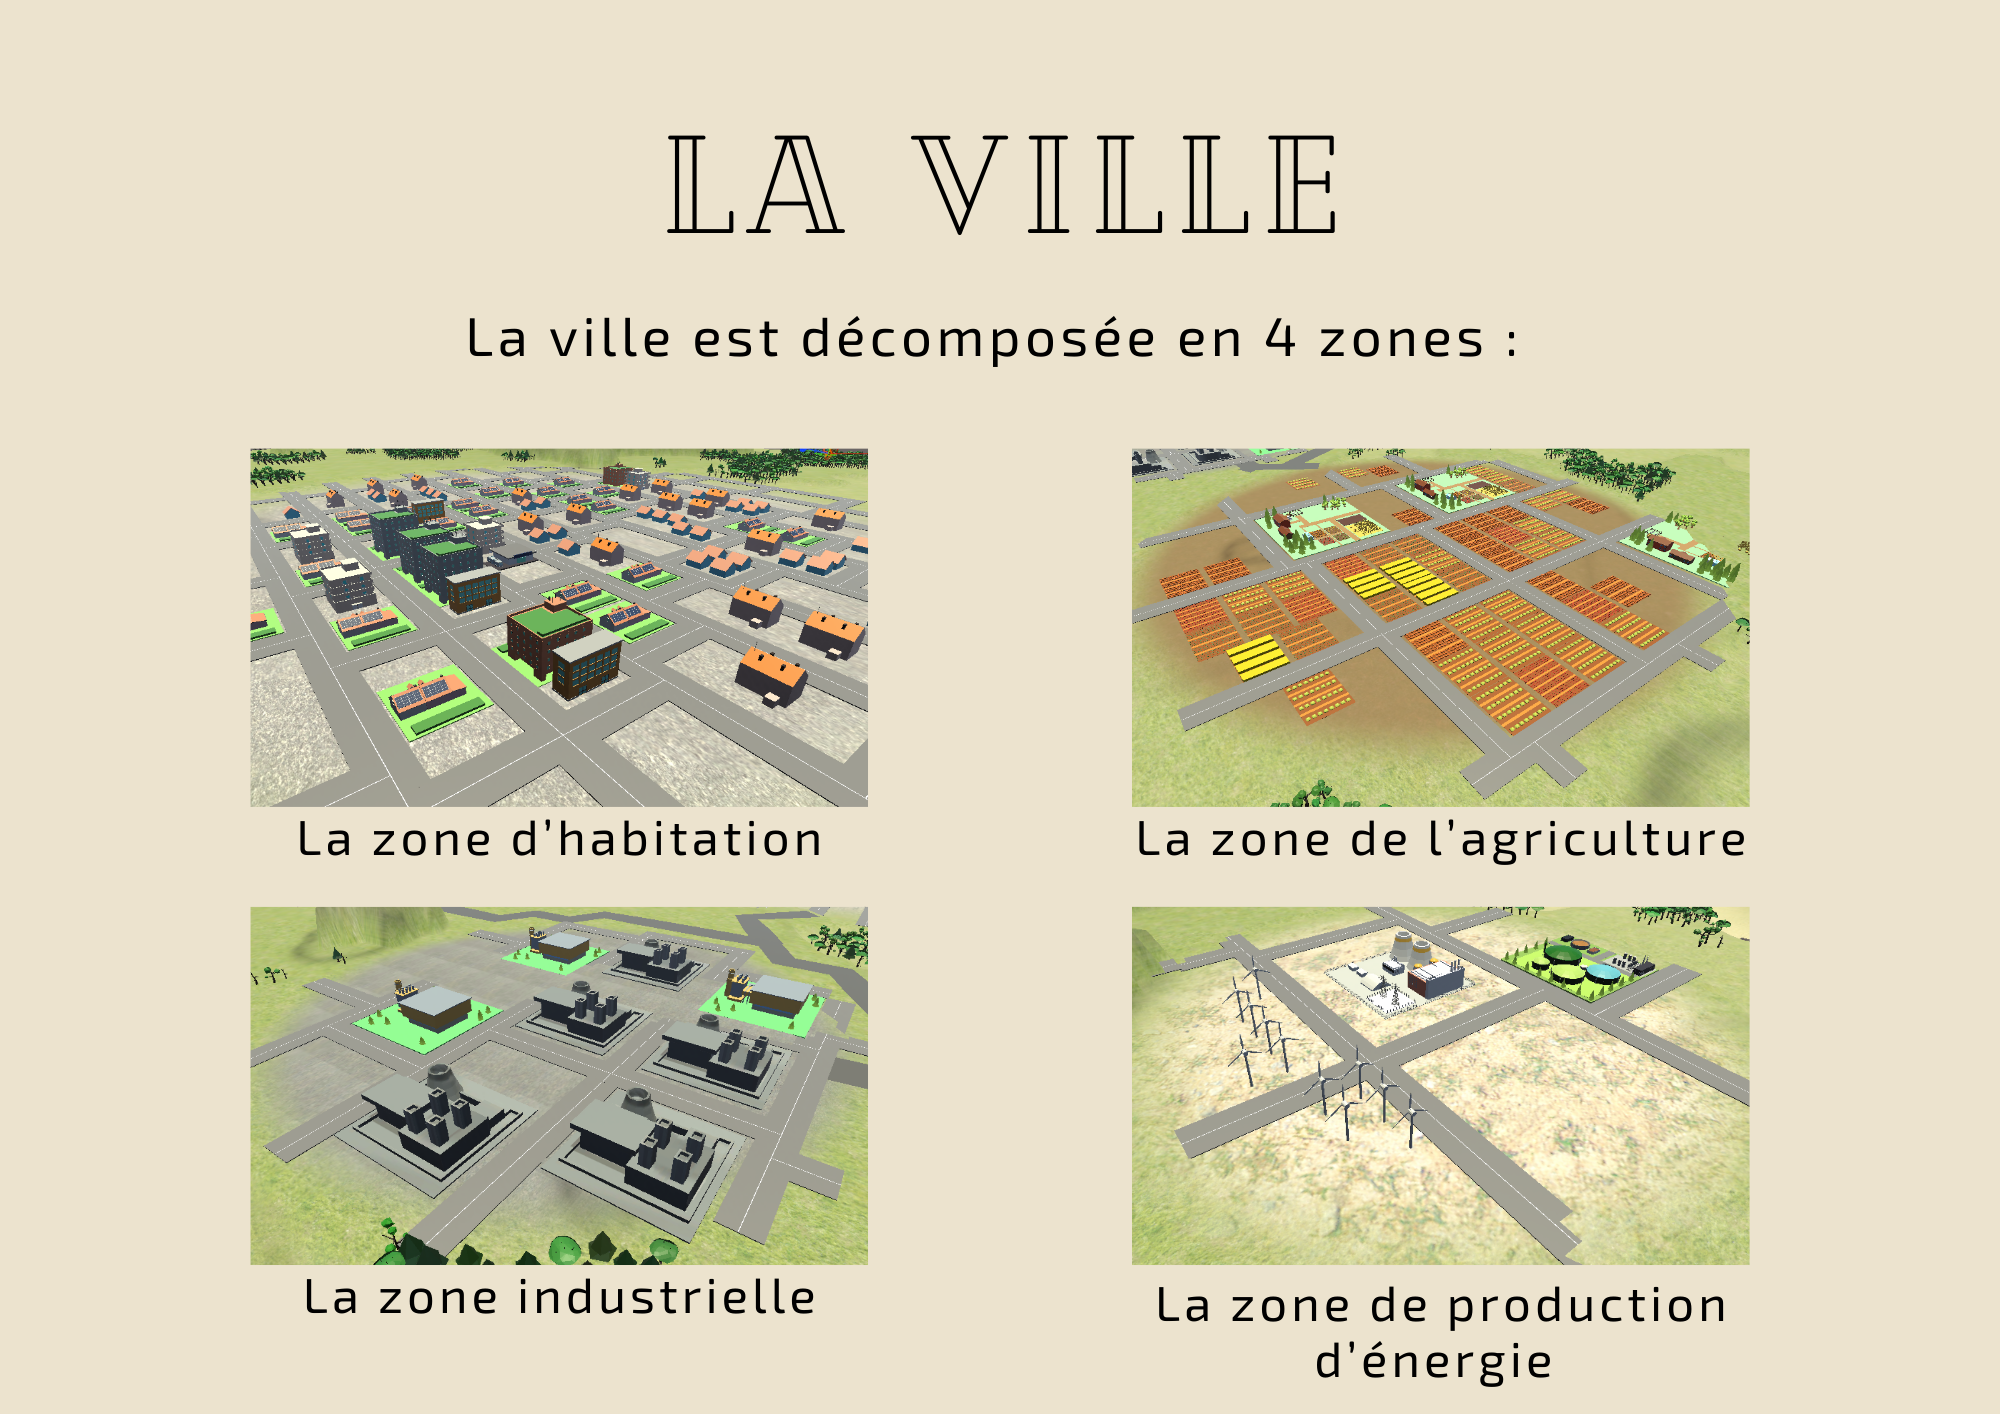 LA VILLE
La ville est décomposée en 4 zones :
La zone d’habitation
La zone de l’agriculture
La zone industrielle
La zone de production
d’énergie